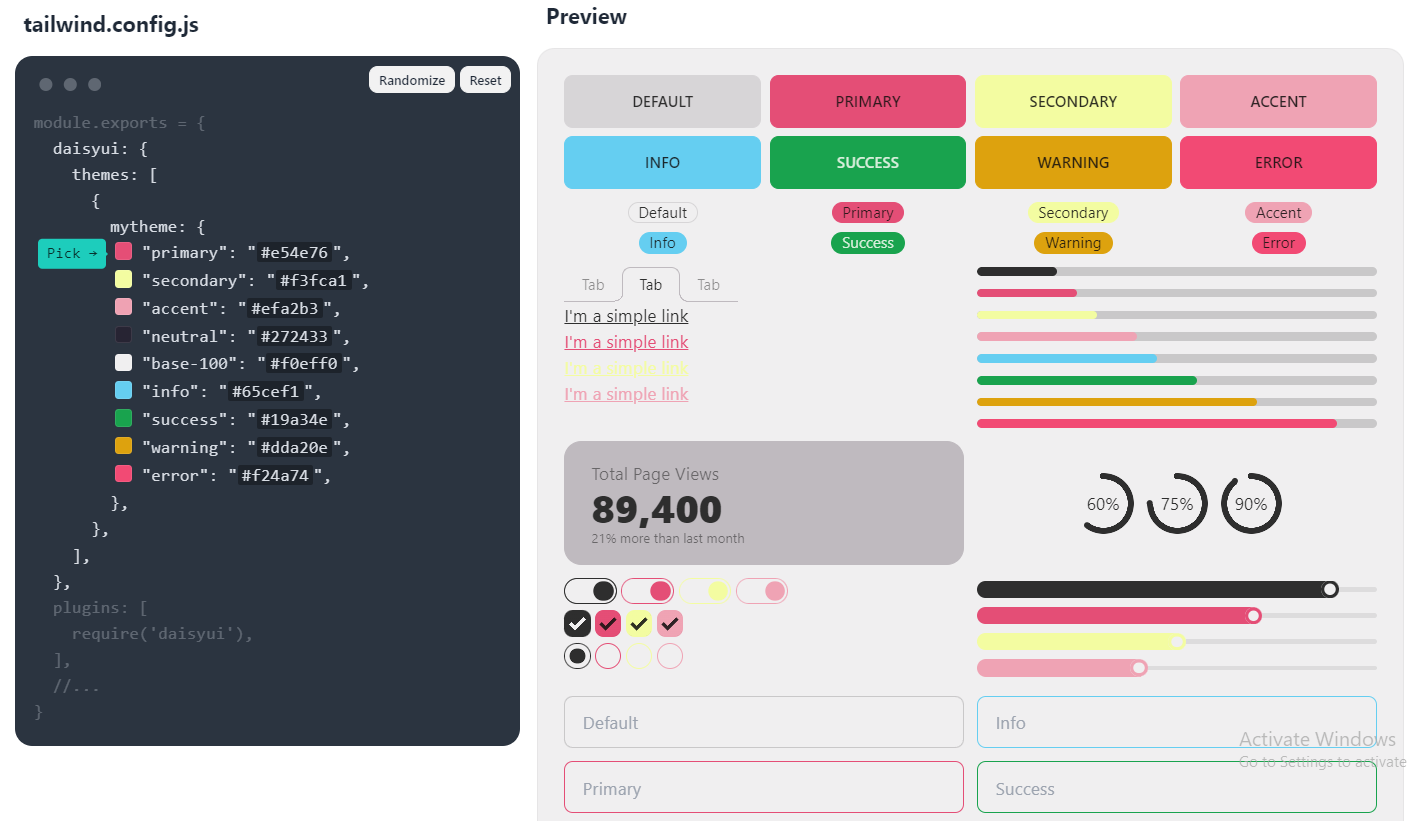 tailwind.config.js
Randomize Reset
module.exports = {
daisyui: {
themes: [
{
mytheme: {
Pick → "primary": "#e54e76",
"secondary": "#f3fca1",
"accent": "#efa2b3",
"neutral": "#272433",
"base-100": "#f0eff0",
"info": "#65cef1",
"success": "#19a34e",
"warning": "#dda20e",
"error": "#f24a74",
},
},
],
},
plugins: [
require('daisyui'),
],
//...
}
Preview
DEFAULT PRIMARY SECONDARY ACCENT
INFO SUCCESS WARNING ERROR
Default Primary Secondary Accent
Info Success Warning Error
Tab Tab Tab
I'm a simple link
I'm a simple link
I'm a simple link
I'm a simple link
Total Page Views
89,400
21% more than last month
60% 75% 90%
Default Info
Primary Success
Activate Windows
Go to Settings to activate